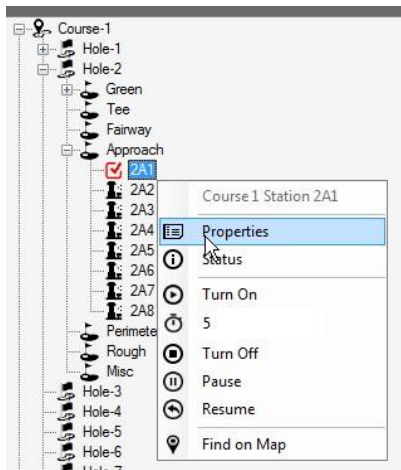 Course-1
Hole-1
Hole-2
Green
Tee
Fairway
Approach
2A1
2A2
2A3
2A4
2A5
2A6
2A7
2A8
Perimete
Rough
Misc
Hole-3
Hole-4
Hole-5
Hole-6
Course 1 Station 2A1
Properties
Status
Turn On
5
Turn Off
Pause
Resume
Find on Map